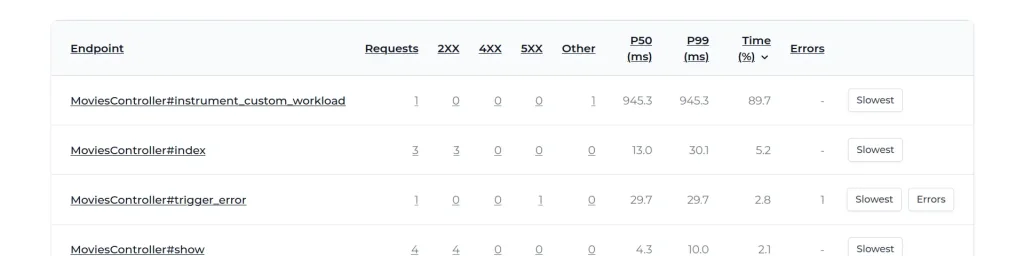 Endpoint Requests 2XX 4XX 5XX Other P50 (ms) P99 (ms) Time (%) Errors
MoviesController#instrument_custom_workload 1 0 0 0 1 945.3 945.3 89.7 - Slowest
MoviesController#index 3 3 0 0 0 13.0 30.1 5.2 - Slowest
MoviesController#trigger_error 1 0 0 1 0 29.7 29.7 2.8 1 Slowest Errors
MoviesController#show 4 4 0 0 0 4.3 10.0 2.1 - Slowest